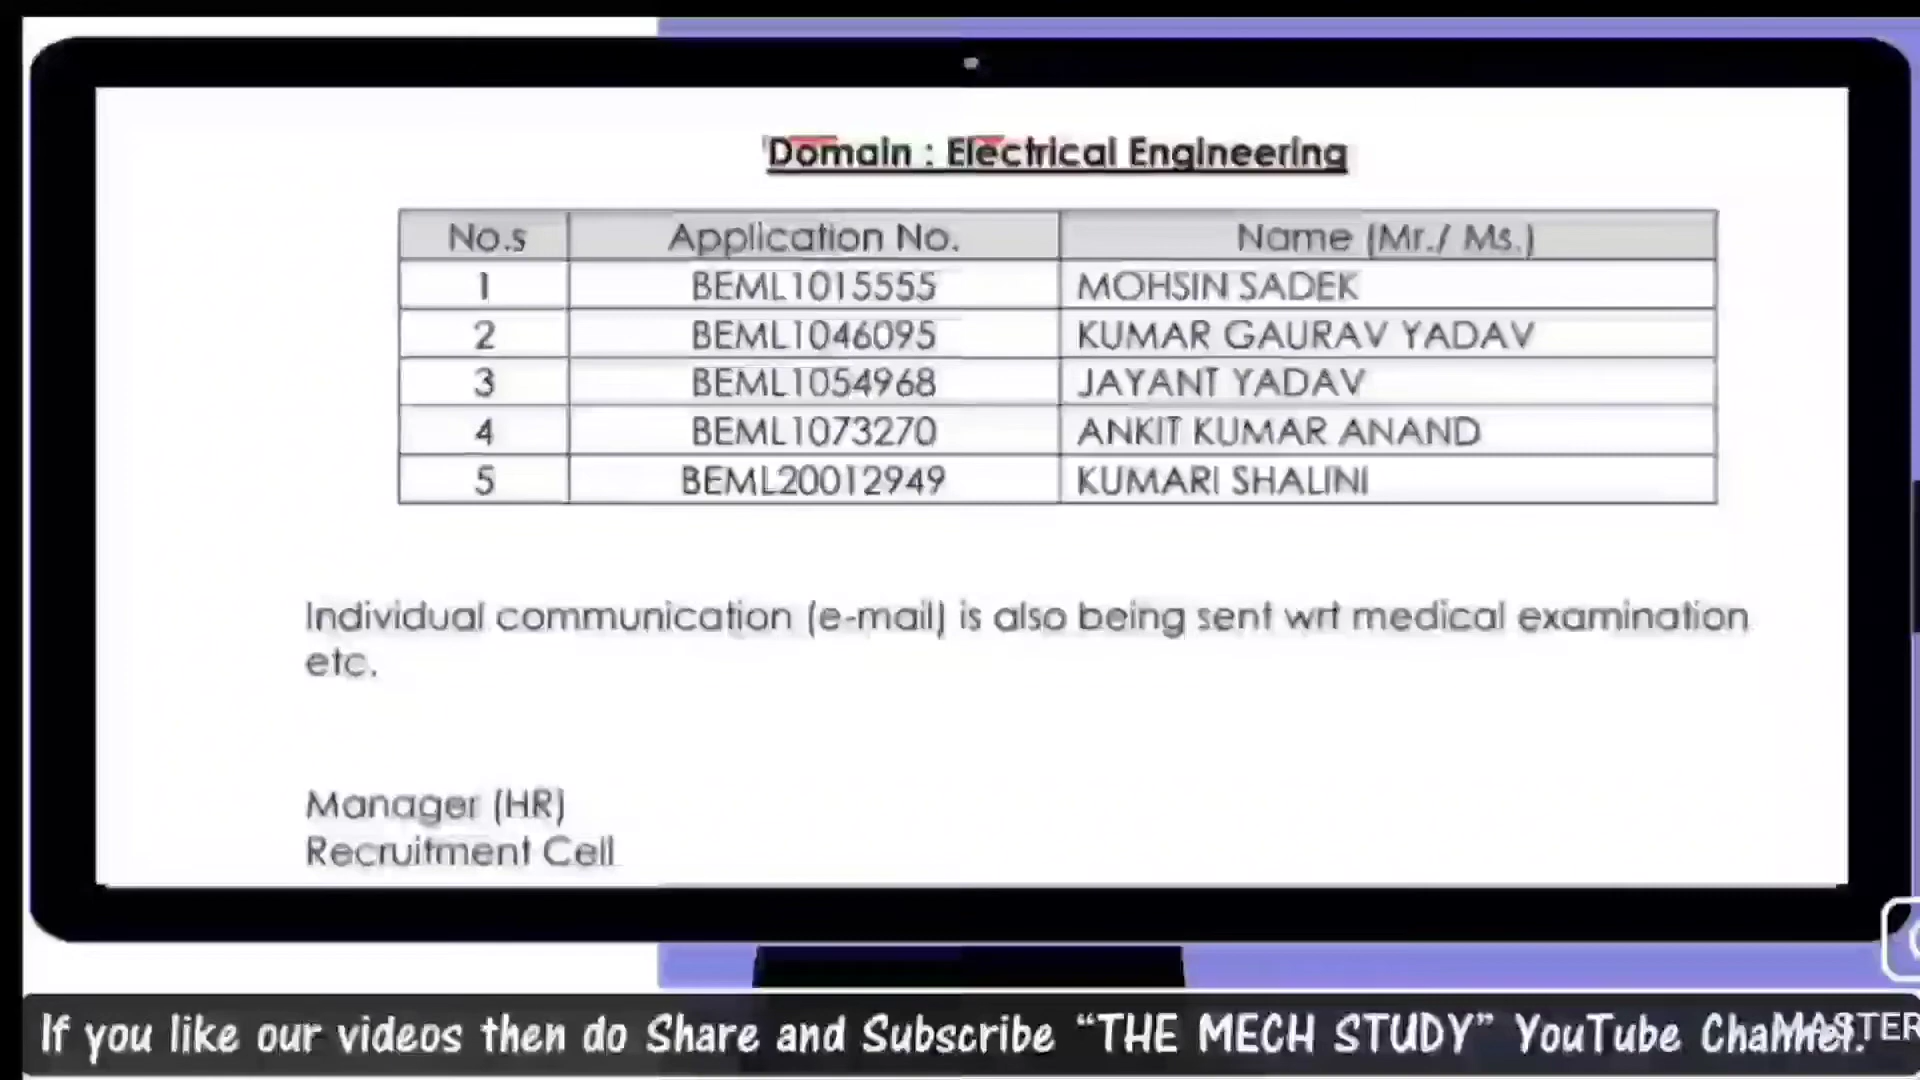 Domain : Electrical Engineering
No.s Application No. Name (Mr./ Ms.)
1 BEML1015555 MOHSIN SADEK
2 BEML1046095 KUMAR GAURAV YADAV
3 BEML1054968 JAYANT YADAV
4 BEML1073270 ANKIT KUMAR ANAND
5 BEML20012949 KUMARI SHALINI
Individual communication (e-mail) is also being sent wrt medical examination
etc.
Manager (HR)
Recruitment Cell
If you like our videos then do Share and Subscribe “THE MECH STUDY” YouTube Channel.
MASTER